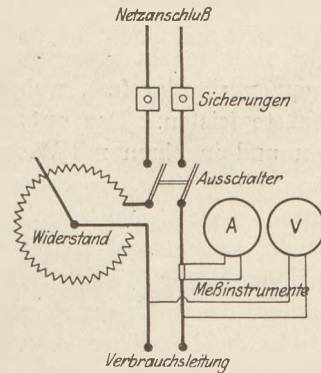 Netzanschluß
Sicherungen
Ausschalter
A V
Widerstand
Meßinstrumente
Verbrauchsleitung